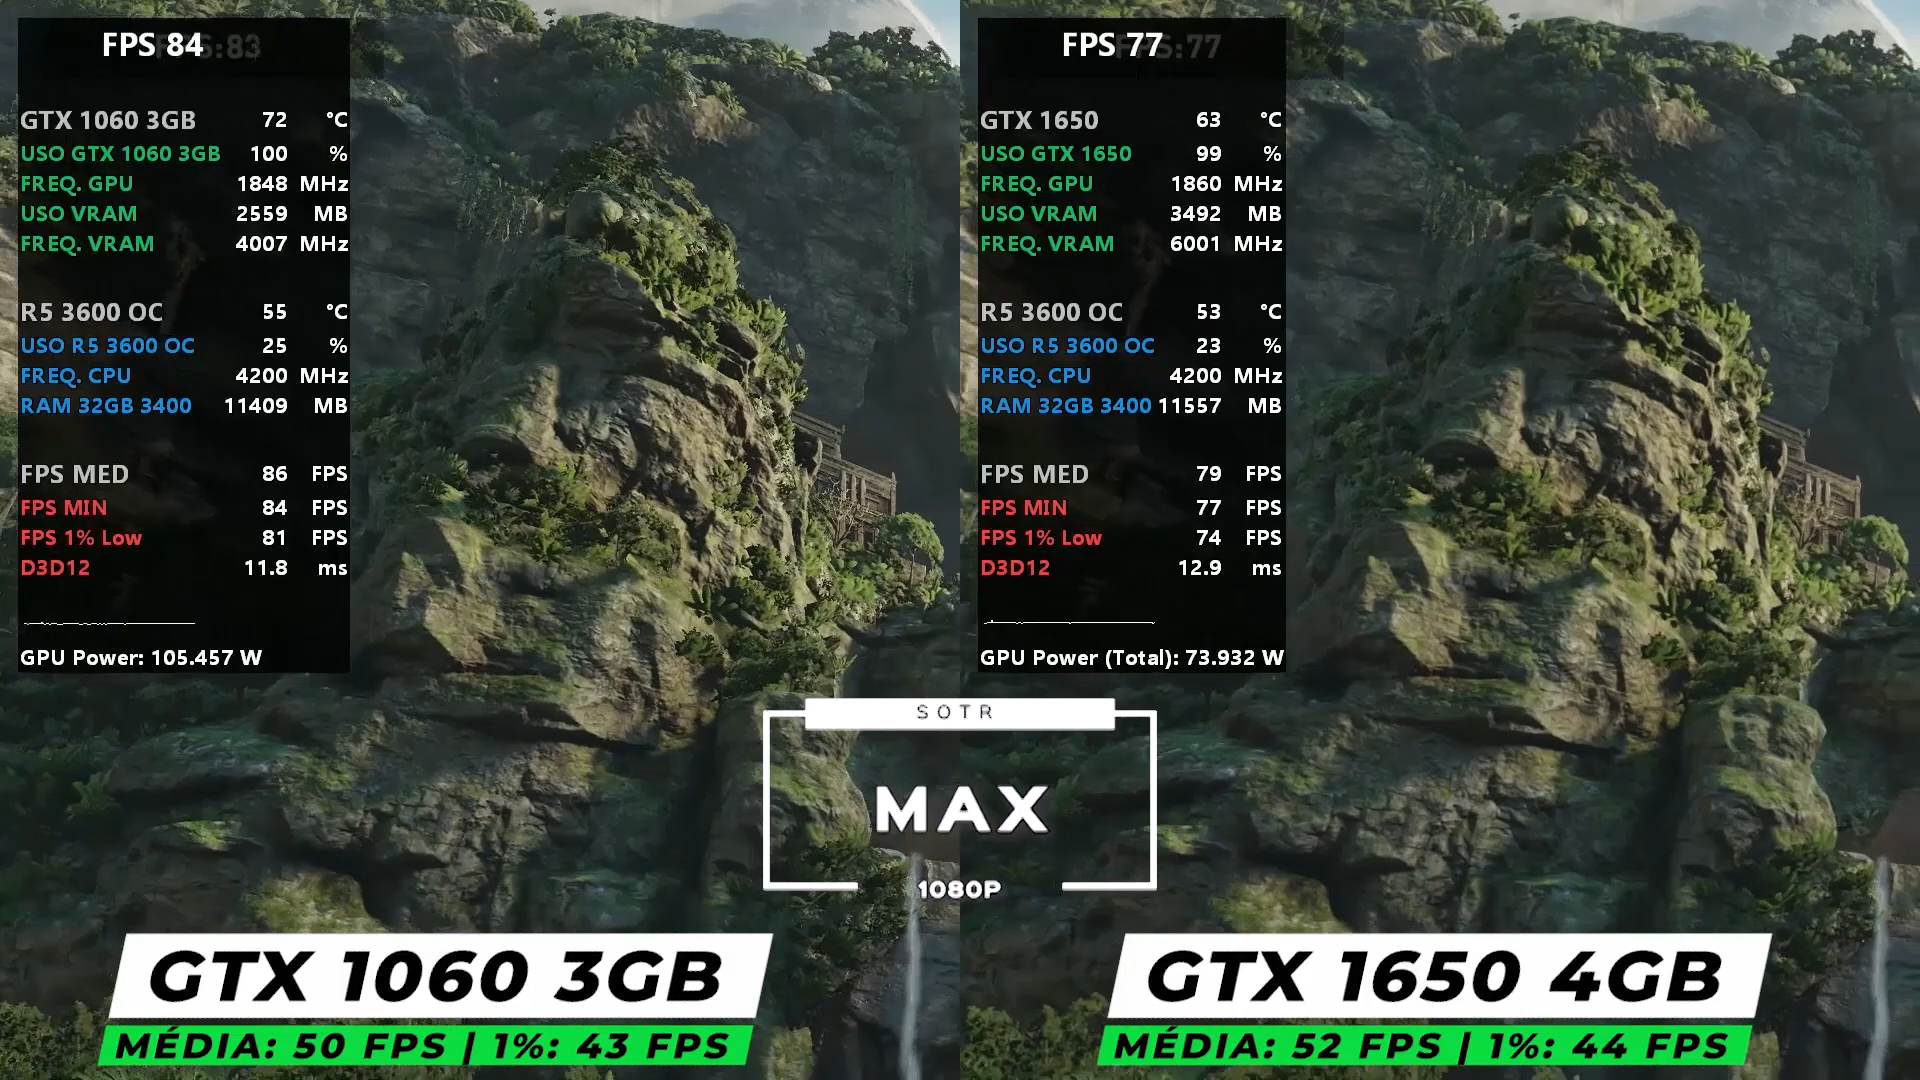 FPS 84
FPS:83
GTX 1060 3GB 72 °C
USO GTX 1060 3GB 100 %
FREQ. GPU 1848 MHz
USO VRAM 2559 MB
FREQ. VRAM 4007 MHz
R5 3600 OC 55 °C
USO R5 3600 OC 25 %
FREQ. CPU 4200 MHz
RAM 32GB 3400 11409 MB
FPS MED 86 FPS
FPS MIN 84 FPS
FPS 1% Low 81 FPS
D3D12 11.8 ms
GPU Power: 105.457 W
FPS 77
FPS:77
GTX 1650 63 °C
USO GTX 1650 99 %
FREQ. GPU 1860 MHz
USO VRAM 3492 MB
FREQ. VRAM 6001 MHz
R5 3600 OC 53 °C
USO R5 3600 OC 23 %
FREQ. CPU 4200 MHz
RAM 32GB 3400 11557 MB
FPS MED 79 FPS
FPS MIN 77 FPS
FPS 1% Low 74 FPS
D3D12 12.9 ms
GPU Power (Total): 73.932 W
SOTR
MAX
1080P
GTX 1060 3GB
MÉDIA: 50 FPS | 1%: 43 FPS
GTX 1650 4GB
MÉDIA: 52 FPS | 1%: 44 FPS